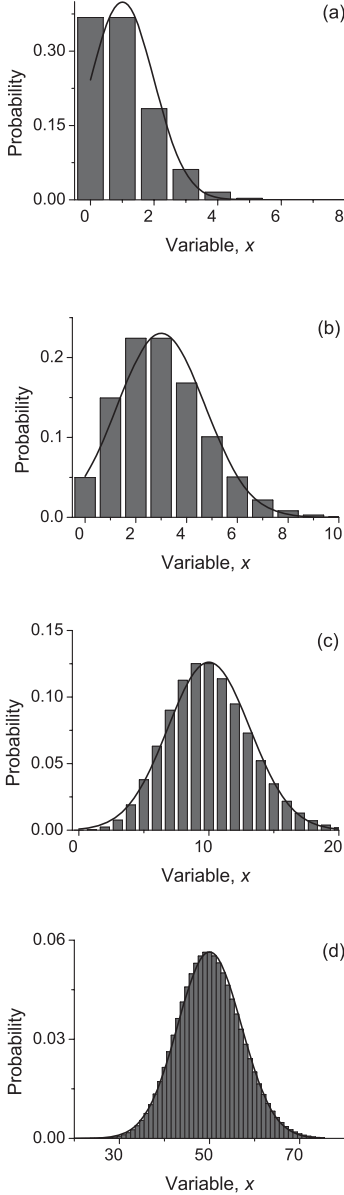 (a)
Probability
0.30
0.15
0.00
0 2 4 6 8
Variable, x
(b)
Probability
0.2
0.1
0.0
0 2 4 6 8 10
Variable, x
(c)
Probability
0.15
0.10
0.05
0.00
0 10 20
Variable, x
(d)
Probability
0.06
0.03
0.00
30 50 70
Variable, x